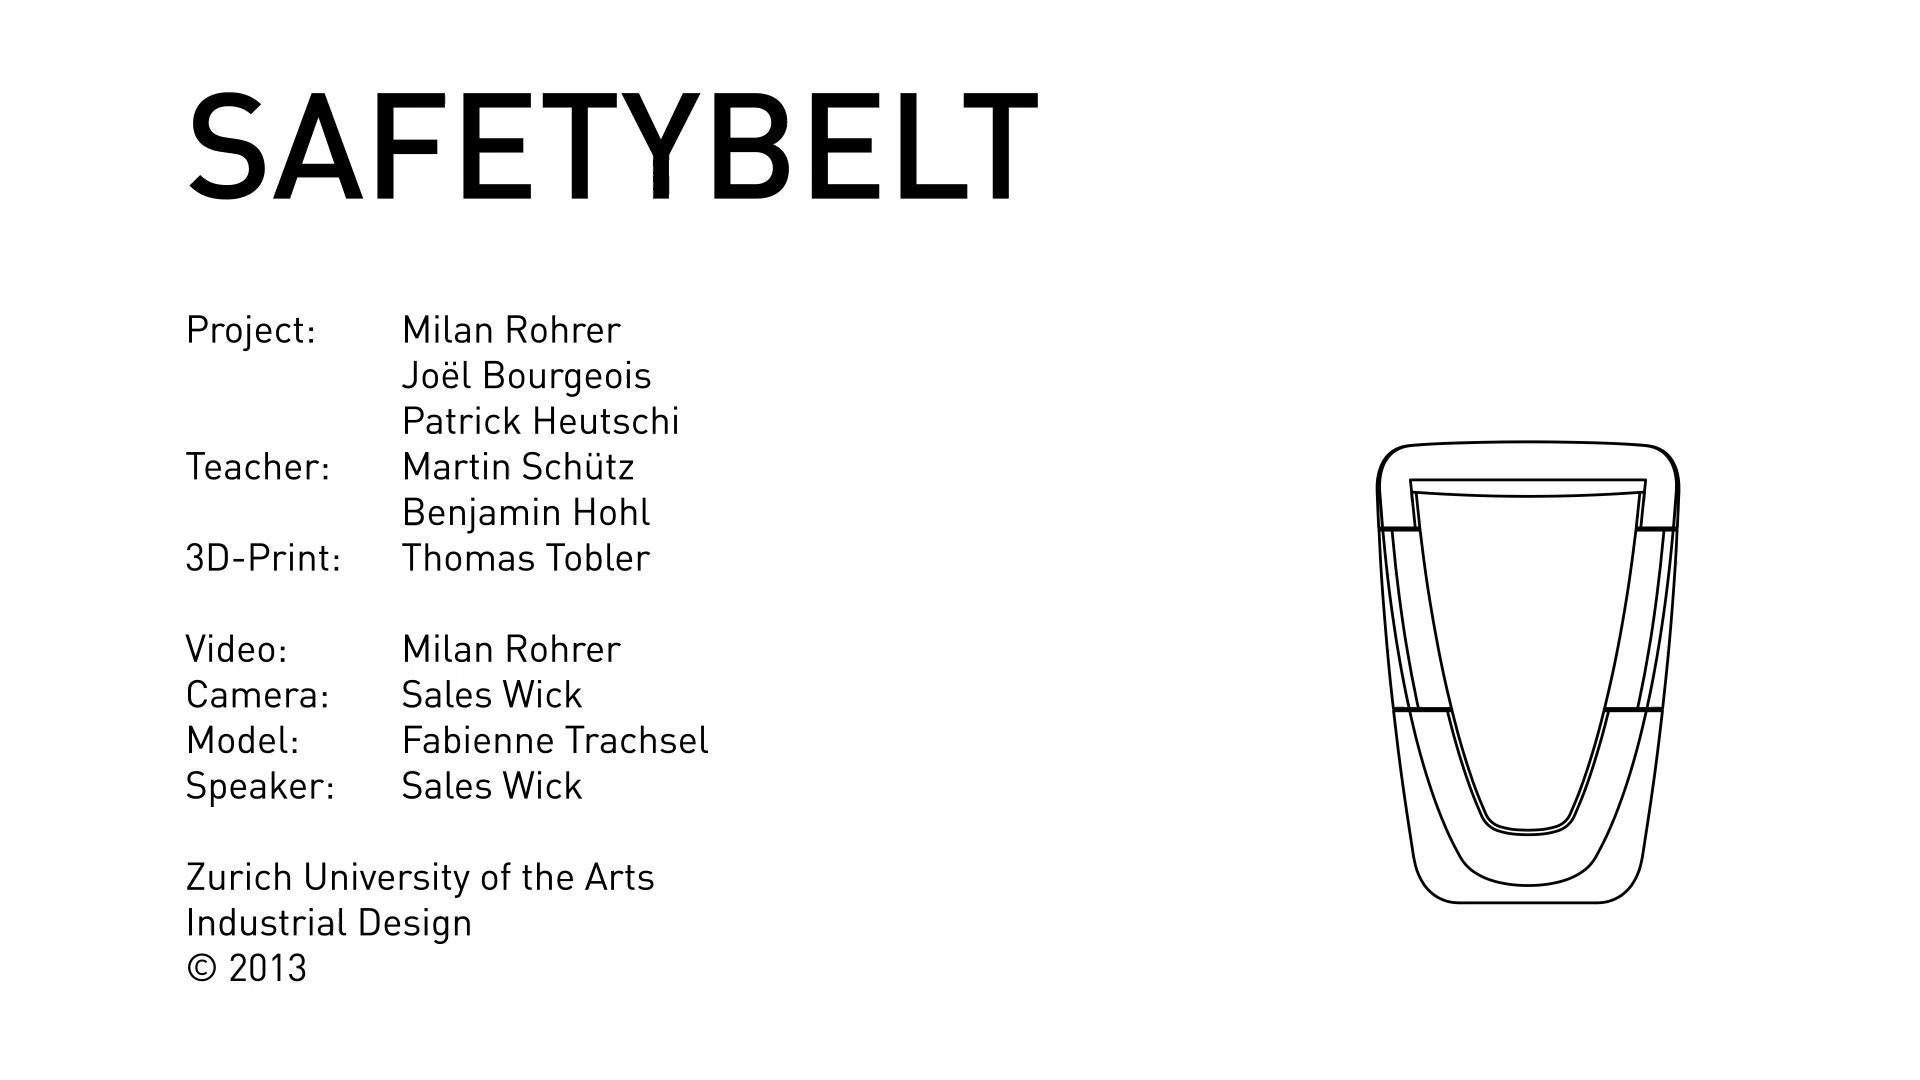 SAFETYBELT
Project: Milan Rohrer
Joël Bourgeois
Patrick Heutschi
Teacher: Martin Schütz
Benjamin Hohl
3D-Print: Thomas Tobler
Video: Milan Rohrer
Camera: Sales Wick
Model: Fabienne Trachsel
Speaker: Sales Wick
Zurich University of the Arts
Industrial Design
© 2013